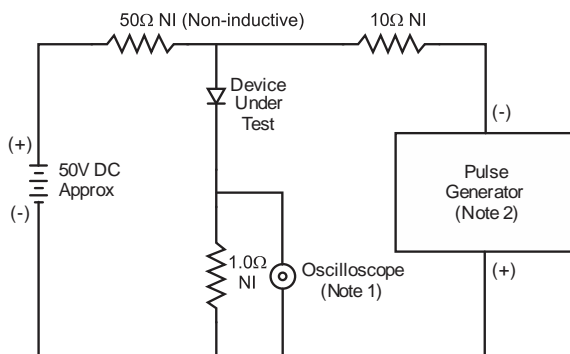 50Ω NI (Non-inductive)
10Ω NI
Device
Under
Test
(-)
(+)
50V DC
Approx
(-)
Pulse
Generator
(Note 2)
1.0Ω
NI
Oscilloscope
(Note 1)
(+)